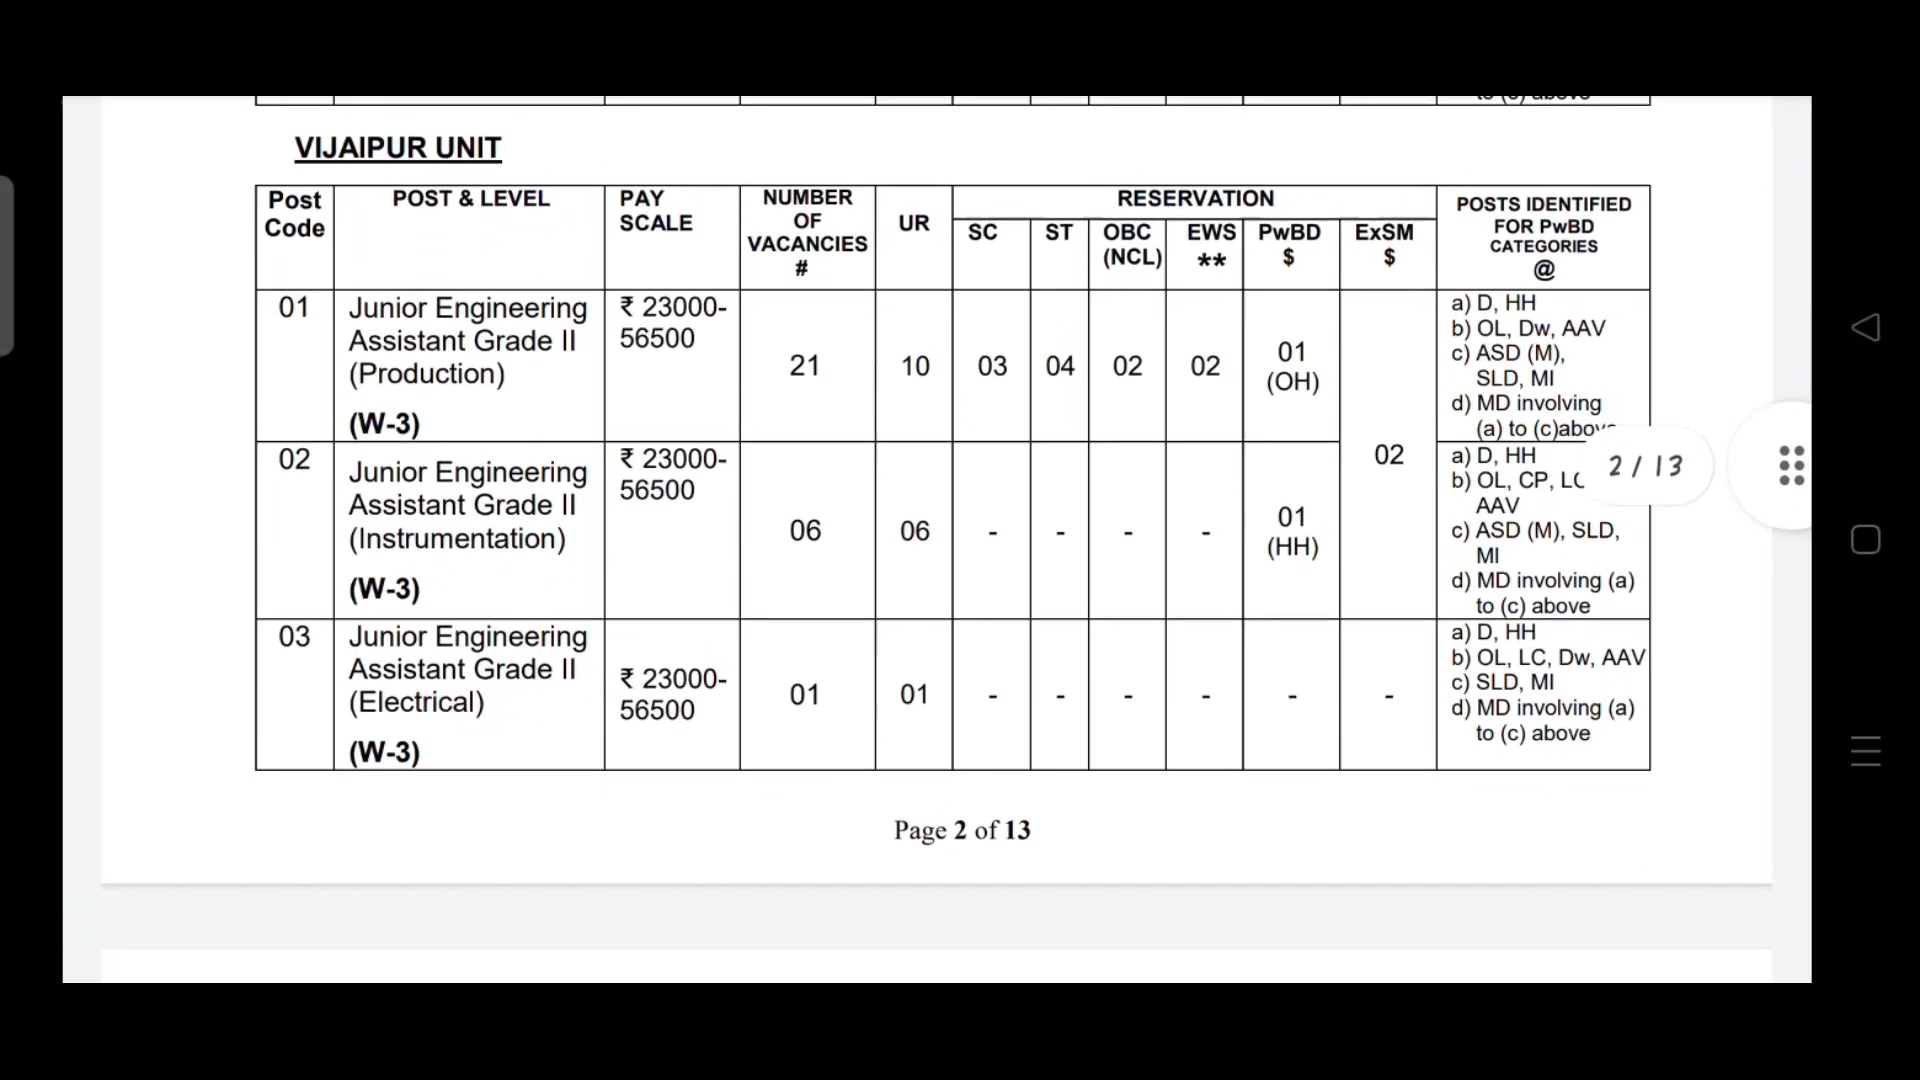 VIJAIPUR UNIT
Post Code POST & LEVEL PAY SCALE NUMBER OF VACANCIES # UR RESERVATION POSTS IDENTIFIED FOR PwBD CATEGORIES @
SC ST OBC (NCL) EWS ** PwBD $ ExSM $
01 Junior Engineering Assistant Grade II (Production) (W-3) ₹ 23000-56500 21 10 03 04 02 02 01 (OH) 02
a) D, HH
b) OL, Dw, AAV
c) ASD (M),
SLD, MI
d) MD involving
(a) to (c)
02 Junior Engineering Assistant Grade II (Instrumentation) (W-3) ₹ 23000-56500 06 06 - - - - 01 (HH)
a) D, HH
b) OL, CP,
AAV
c) ASD (M), SLD,
MI
d) MD involving (a)
to (c) above
03 Junior Engineering Assistant Grade II (Electrical) (W-3) ₹ 23000-56500 01 01 - - - - - -
a) D, HH
b) OL, LC, Dw, AAV
c) SLD, MI
d) MD involving (a)
to (c) above
2 / 13
Page 2 of 13